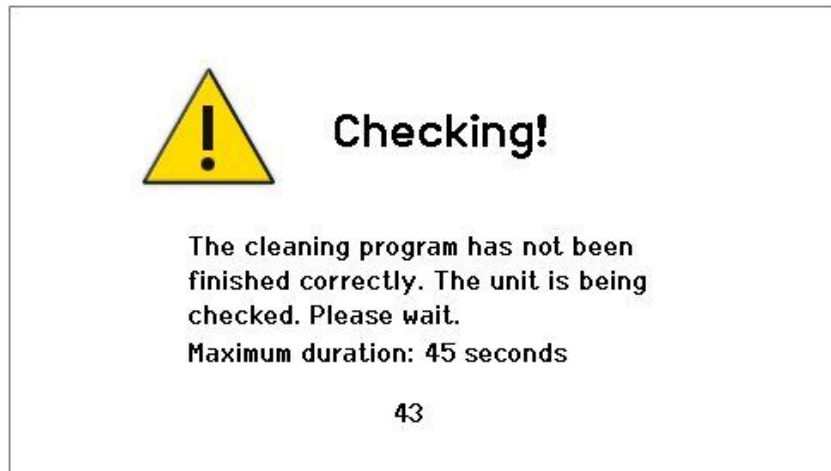 Checking!
The cleaning program has not been
finished correctly. The unit is being
checked. Please wait.
Maximum duration: 45 seconds
43